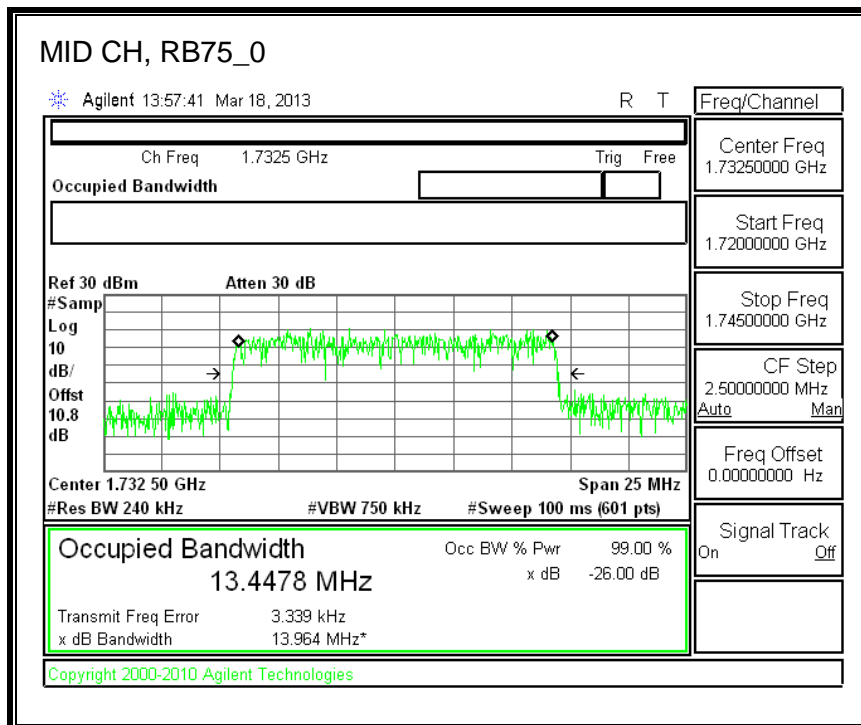 MID CH, RB75_0
Agilent 13:57:41 Mar 18, 2013 R T
Ch Freq 1.7325 GHz Trig Free
Occupied Bandwidth
Ref 30 dBm Atten 30 dB
#Samp
Log
10
dB/
Offst
10.8
dB
Center 1.732 50 GHz Span 25 MHz
#Res BW 240 kHz #VBW 750 kHz #Sweep 100 ms (601 pts)
Occupied Bandwidth Occ BW % Pwr 99.00 %
13.4478 MHz x dB -26.00 dB
Transmit Freq Error 3.339 kHz
x dB Bandwidth 13.964 MHz*
Copyright 2000-2010 Agilent Technologies
Freq/Channel
Center Freq
1.73250000 GHz
Start Freq
1.72000000 GHz
Stop Freq
1.74500000 GHz
CF Step
2.50000000 MHz
Auto Man
Freq Offset
0.00000000 Hz
Signal Track
On Off